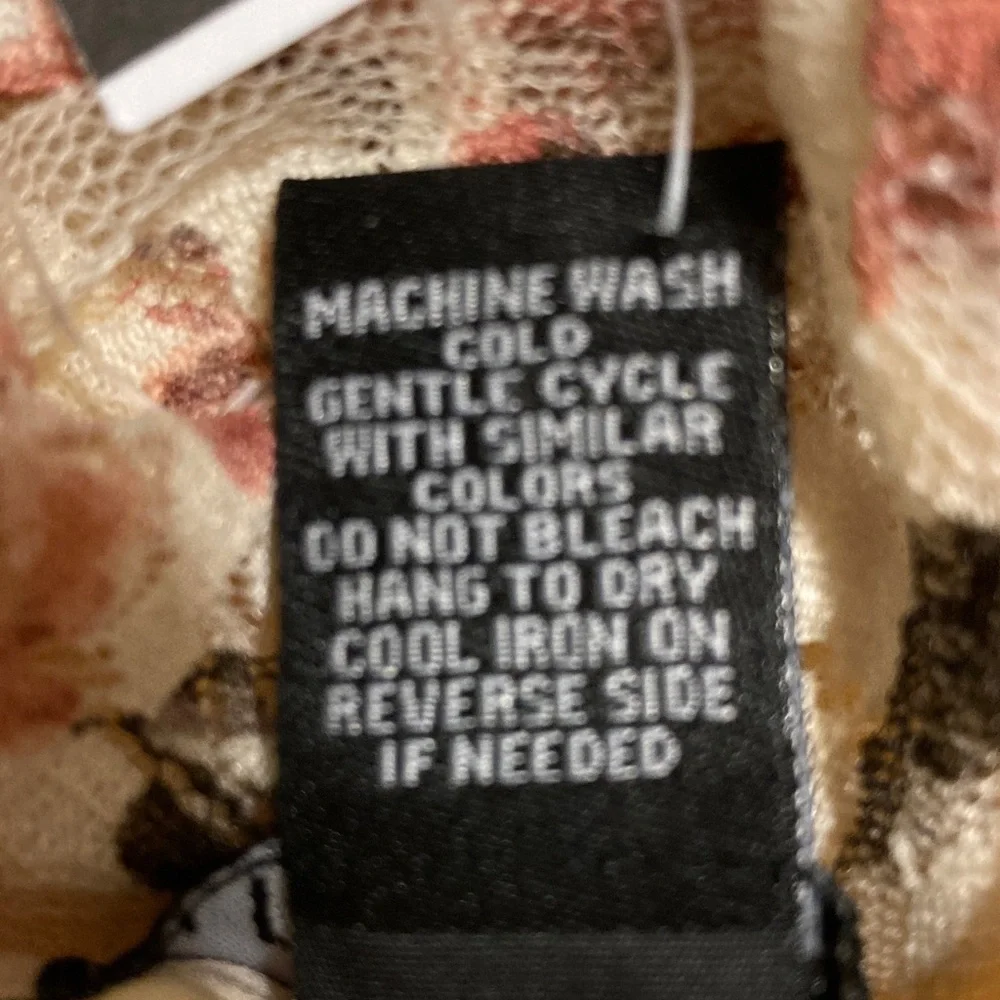 MACHINE WASH
COLD
GENTLE CYCLE
WITH SIMILAR
COLORS
DO NOT BLEACH
HANG TO DRY
COOL IRON ON
REVERSE SIDE
IF NEEDED